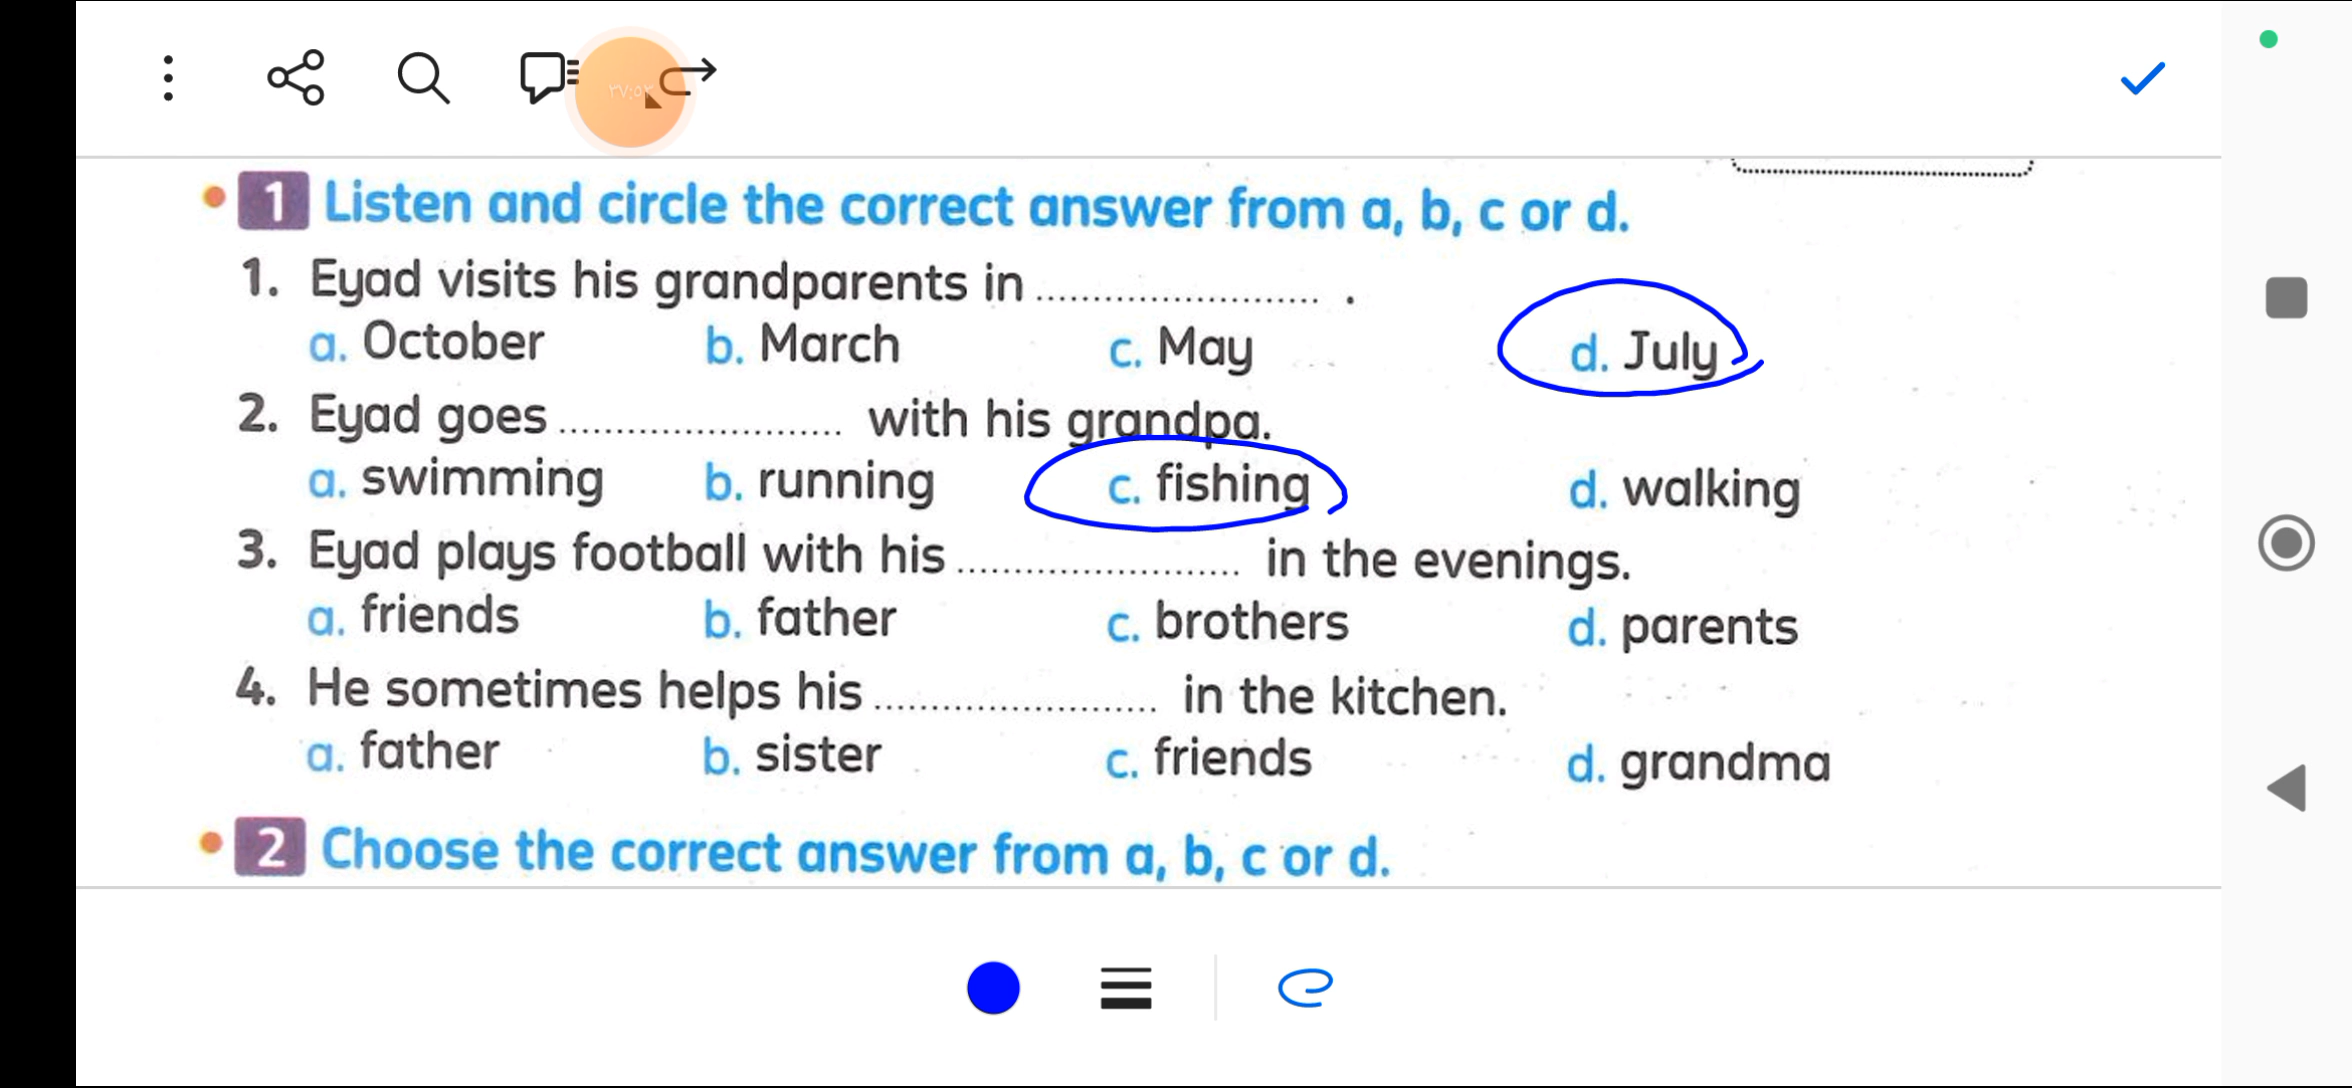 ٣٧:٥٢
1 Listen and circle the correct answer from a, b, c or d.
1. Eyad visits his grandparents in ........................ .
a. October b. March c. May d. July
2. Eyad goes ........................ with his grandpa.
a. swimming b. running c. fishing d. walking
3. Eyad plays football with his ........................ in the evenings.
a. friends b. father c. brothers d. parents
4. He sometimes helps his ........................ in the kitchen.
a. father b. sister c. friends d. grandma
2 Choose the correct answer from a, b, c or d.